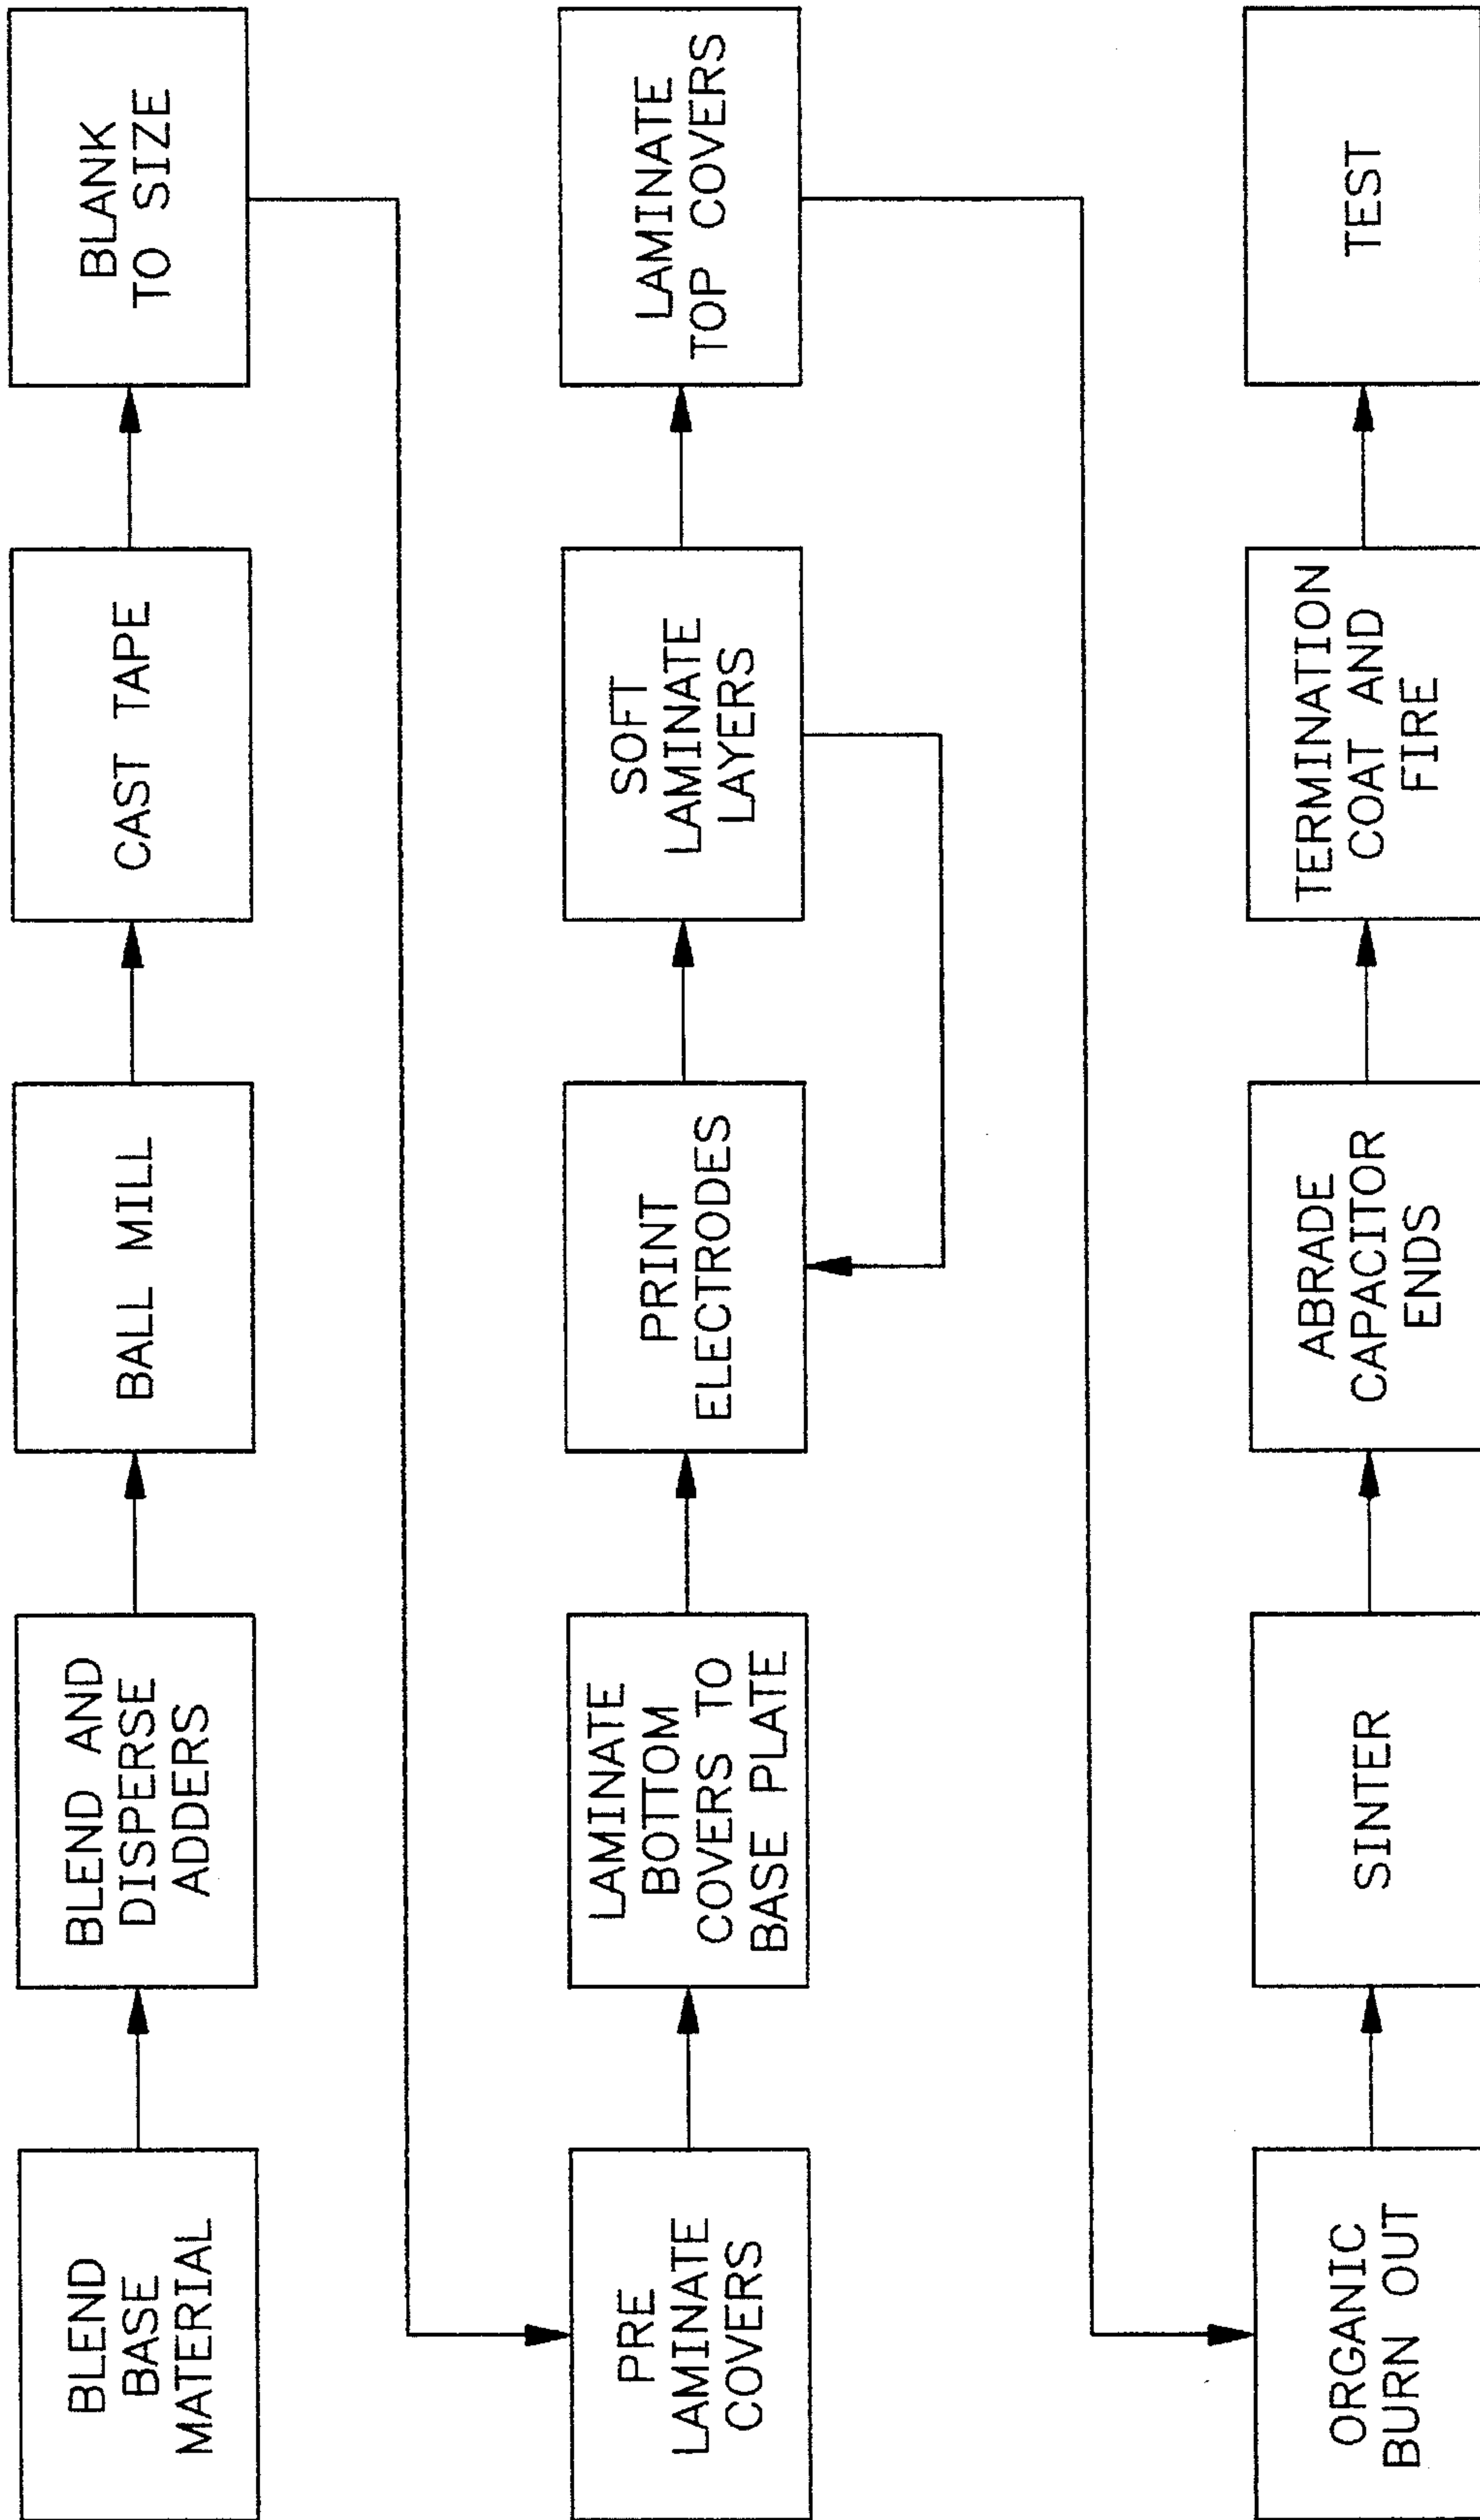 BLEND
BASE
MATERIAL
BLEND AND
DISPERSE
ADDERS
BALL MILL
CAST TAPE
BLANK
TO SIZE
PRE
LAMINATE
COVERS
LAMINATE
BOTTOM
COVERS TO
BASE PLATE
PRINT
ELECTRODES
SOFT
LAMINATE
LAYERS
LAMINATE
TOP COVERS
ORGANIC
BURN OUT
SINTER
ABRADE
CAPACITOR
ENDS
TERMINATION
COAT AND
FIRE
TEST